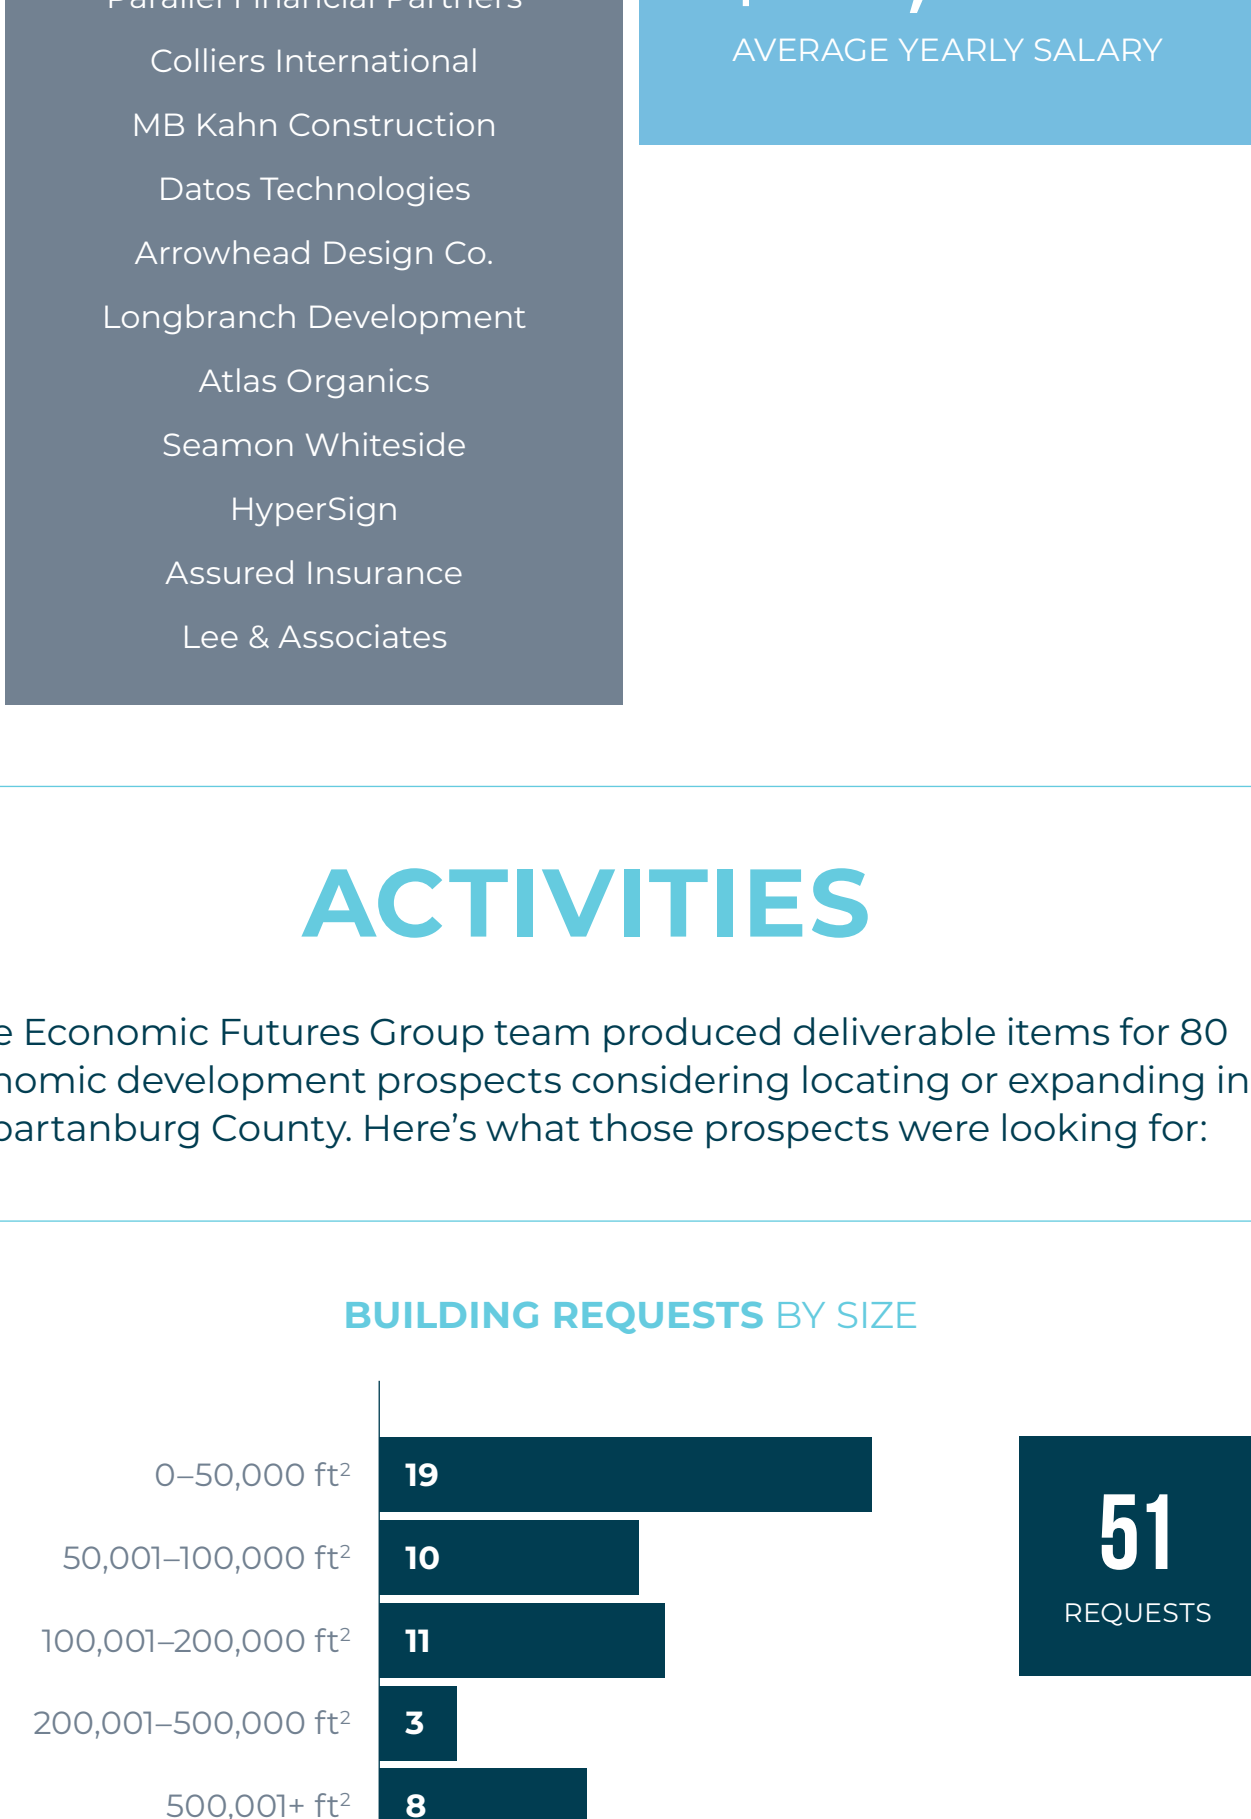 Parallel Financial Partners
Colliers International
MB Kahn Construction
Datos Technologies
Arrowhead Design Co.
Longbranch Development
Atlas Organics
Seamon Whiteside
HyperSign
Assured Insurance
Lee & Associates
AVERAGE YEARLY SALARY
ACTIVITIES
Economic Futures Group team produced deliverable items for 80
development prospects considering locating or expanding in
County. Here’s what those prospects were looking for:
BUILDING REQUESTS BY SIZE
0–50,000 ft² 19
50,001–100,000 ft² 10
100,001–200,000 ft² 11
200,001–500,000 ft² 3
500,001+ ft² 8
51
REQUESTS